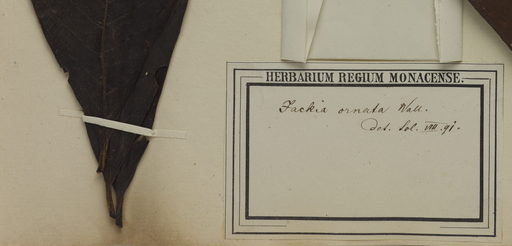 HERBARIUM REGIUM MONACENSE.
Jackia ornata Wall.
det. Sol. VIII. 91.